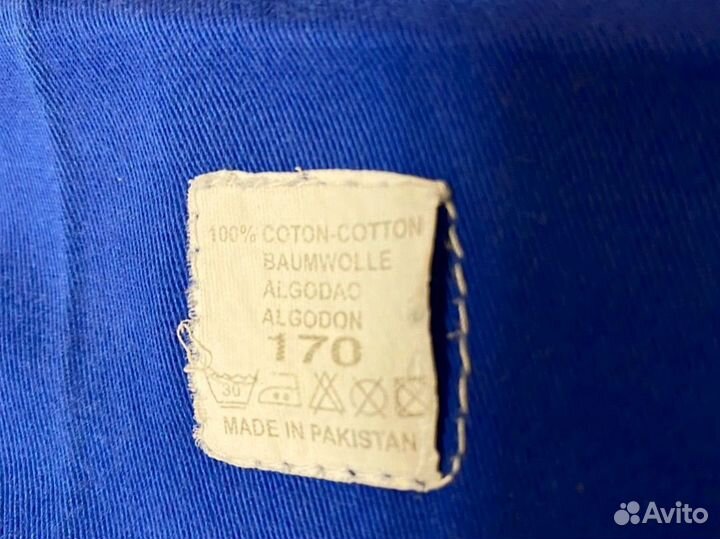 100% COTON-COTTON
BAUMWOLLE
ALGODAO
ALGODON
170
30
MADE IN PAKISTAN
Avito